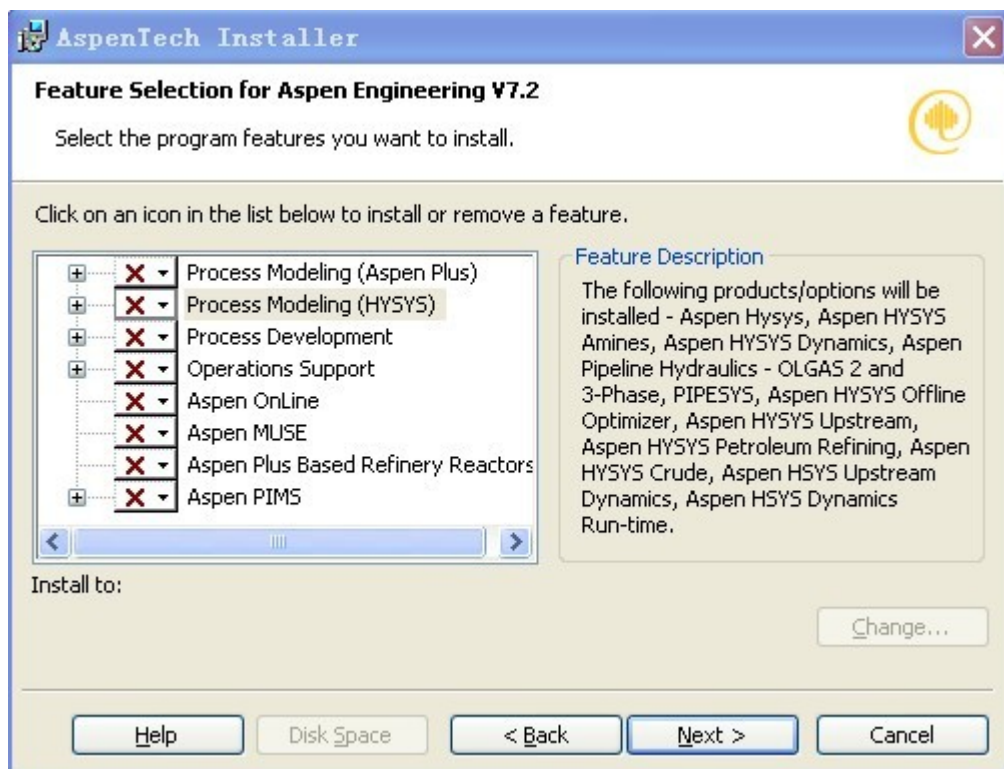 AspenTech Installer
Feature Selection for Aspen Engineering V7.2
Select the program features you want to install.
Click on an icon in the list below to install or remove a feature.
Process Modeling (Aspen Plus)
Process Modeling (HYSYS)
Process Development
Operations Support
Aspen OnLine
Aspen MUSE
Aspen Plus Based Refinery Reactors
Aspen PIMS
Feature Description
The following products/options will be
installed - Aspen Hysys, Aspen HYSYS
Amines, Aspen HYSYS Dynamics, Aspen
Pipeline Hydraulics - OLGAS 2 and
3-Phase, PIPESYS, Aspen HYSYS Offline
Optimizer, Aspen HYSYS Upstream,
Aspen HYSYS Petroleum Refining, Aspen
HYSYS Crude, Aspen HSYS Upstream
Dynamics, Aspen HSYS Dynamics
Run-time.
Install to:
Change...
Help
Disk Space
< Back
Next >
Cancel